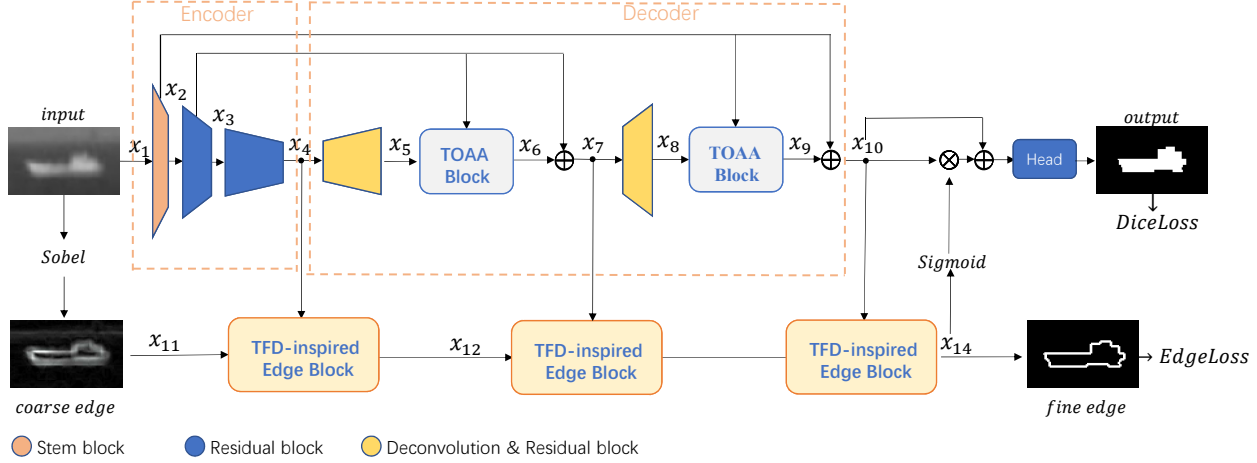 Encoder
Decoder
input
x1
x2
x3
x4
x5
TOAA
Block
x6
x7
x8
TOAA
Block
x9
x10
Head
output
DiceLoss
Sobel
Sigmoid
x11
TFD-inspired
Edge Block
x12
TFD-inspired
Edge Block
TFD-inspired
Edge Block
x14
EdgeLoss
coarse edge
fine edge
Stem block
Residual block
Deconvolution & Residual block